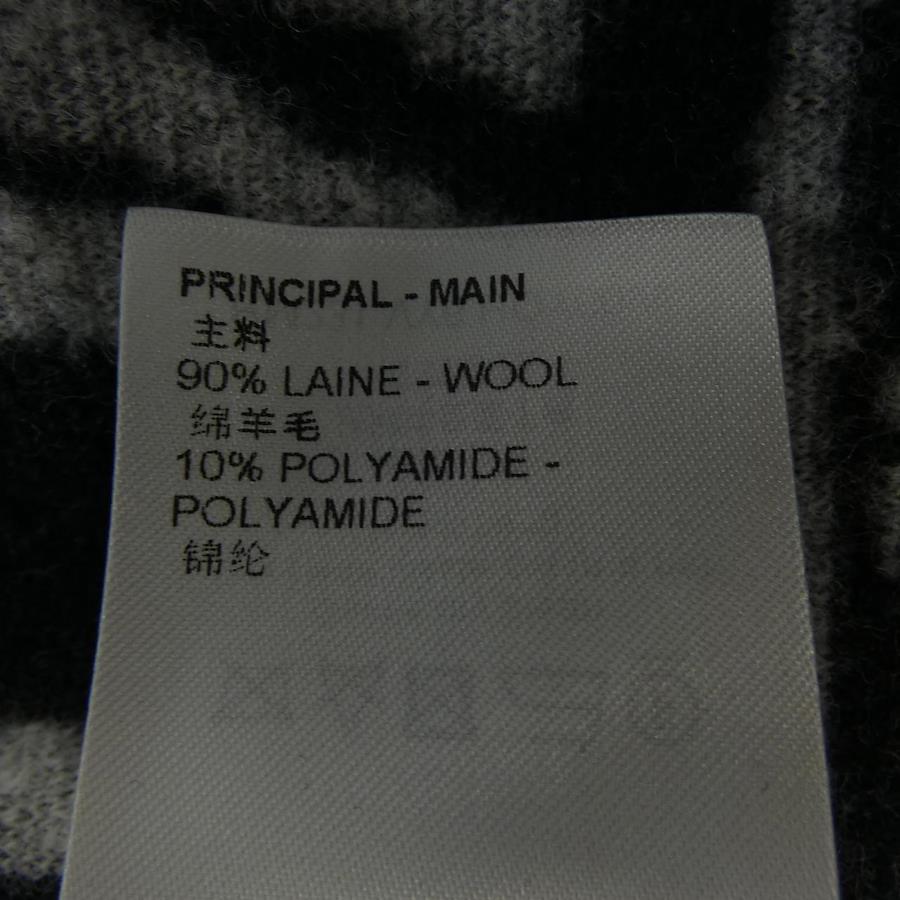 PRINCIPAL - MAIN
主料
90% LAINE - WOOL
绵羊毛
10% POLYAMIDE -
POLYAMIDE
锦纶